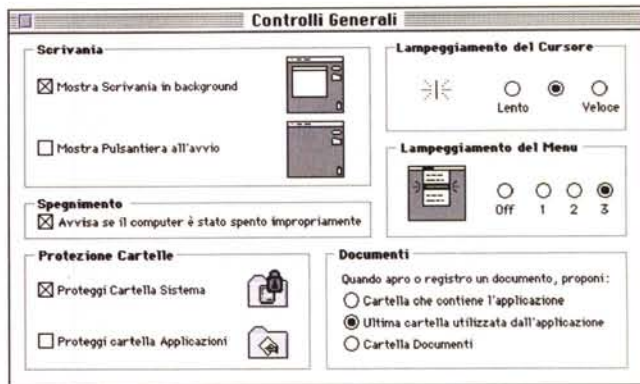 Controlli Generali
Scrivania
Mostra Scrivania in background
Mostra Pulsantiera all'avvio
Spegnimento
Avvisa se il computer è stato spento impropriamente
Protezione Cartelle
Proteggi Cartella Sistema
Proteggi cartella Applicazioni
Lampeggiamento del Cursore
Lento
Veloce
Lampeggiamento del Menu
Off 1 2 3
Documenti
Quando apro o registro un documento, proponi:
Cartella che contiene l'applicazione
Ultima cartella utilizzata dall'applicazione
Cartella Documenti